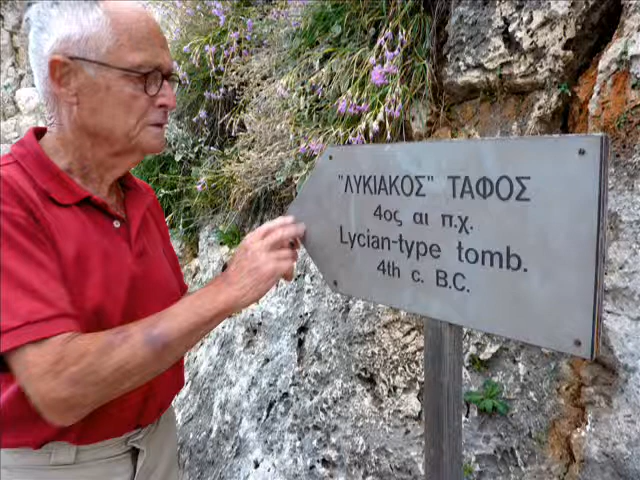 "ΛΥΚΙΑΚΟΣ" ΤΑΦΟΣ
4ος αι π.χ.
Lycian-type tomb.
4th c. B.C.